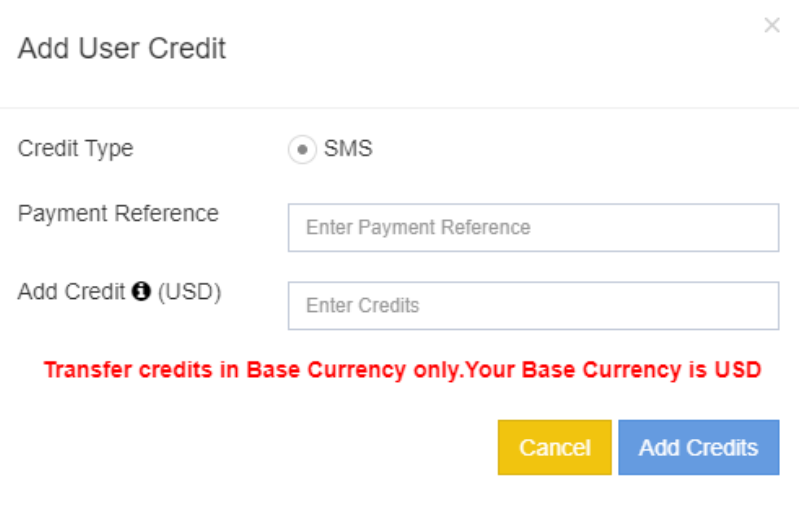 Add User Credit
×
Credit Type
SMS
Payment Reference
Enter Payment Reference
Add Credit (USD)
Enter Credits
Transfer credits in Base Currency only.Your Base Currency is USD
Cancel
Add Credits